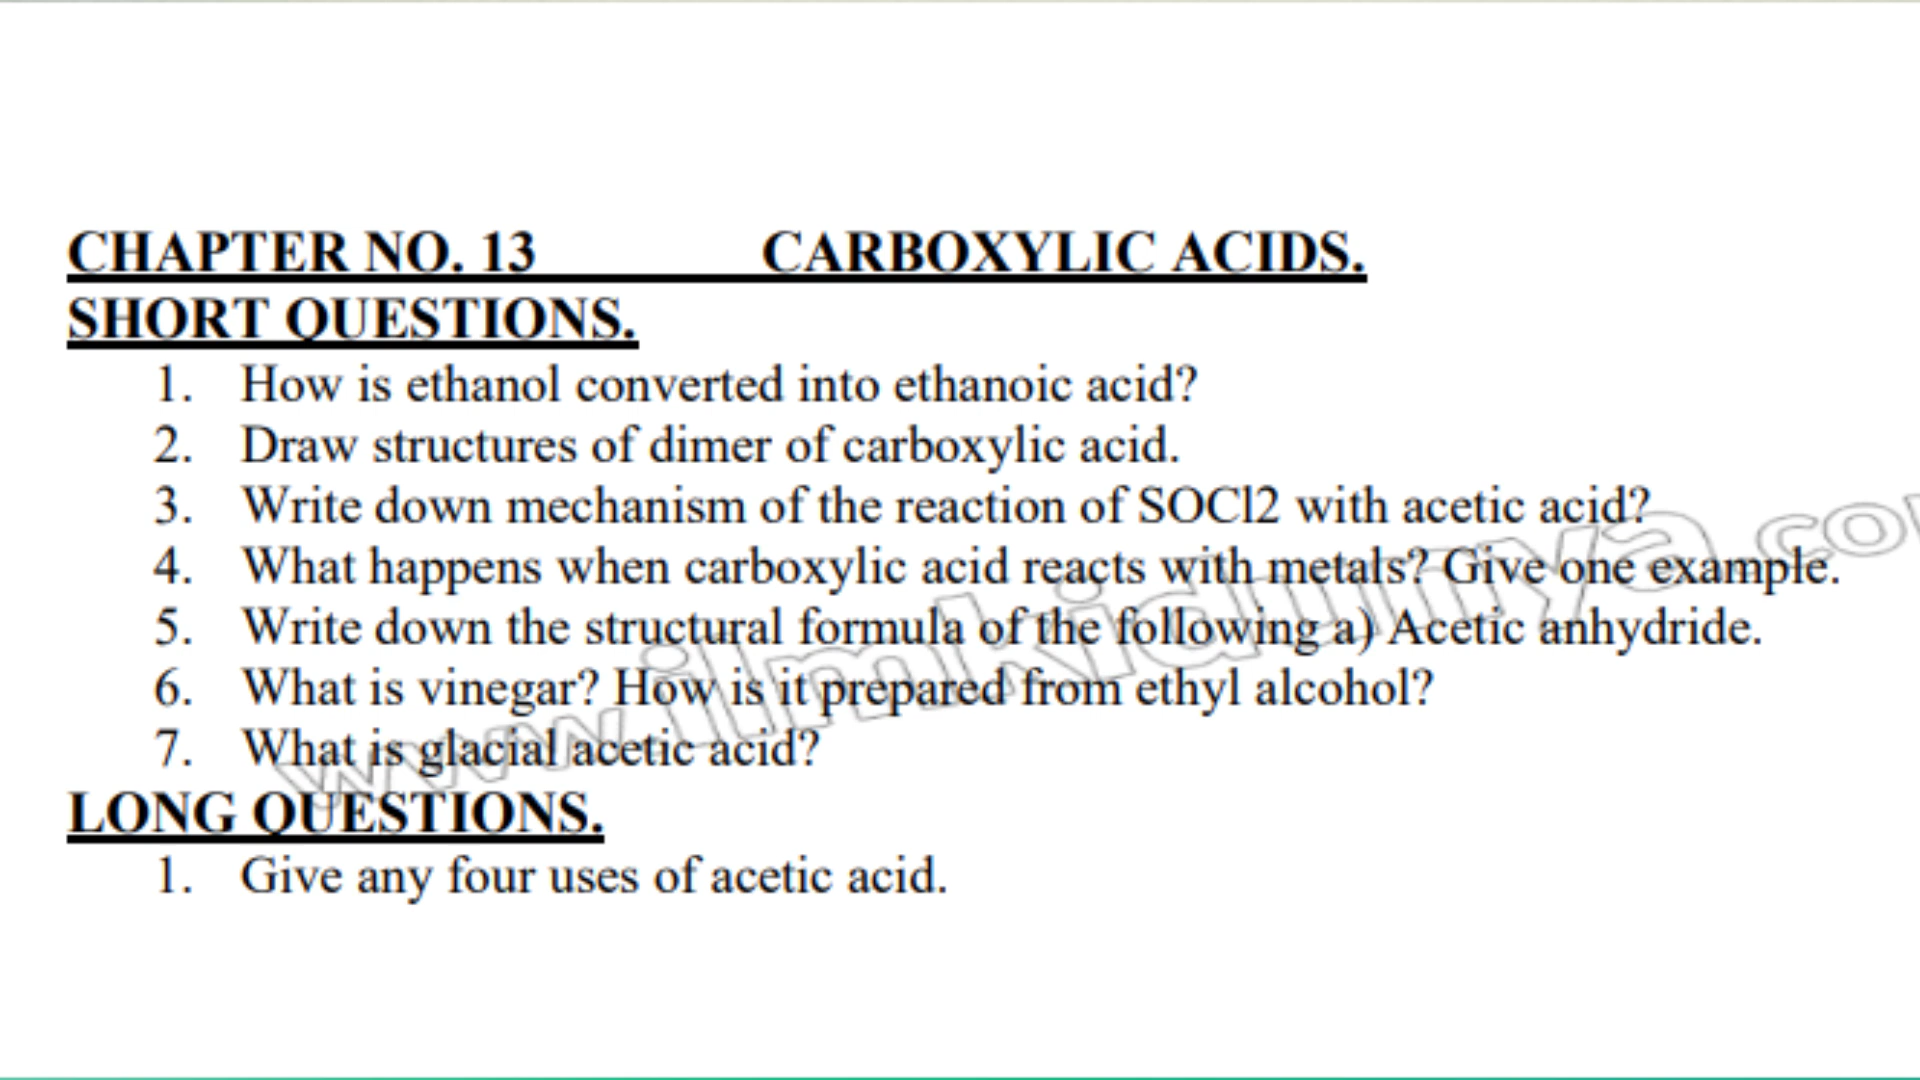 CHAPTER NO. 13 CARBOXYLIC ACIDS.
SHORT QUESTIONS.
1. How is ethanol converted into ethanoic acid?
2. Draw structures of dimer of carboxylic acid.
3. Write down mechanism of the reaction of SOCl2 with acetic acid?
4. What happens when carboxylic acid reacts with metals? Give one example.
5. Write down the structural formula of the following a) Acetic anhydride.
6. What is vinegar? How is it prepared from ethyl alcohol?
7. What is glacial acetic acid?
LONG QUESTIONS.
1. Give any four uses of acetic acid.
www.ilmkidunya.co